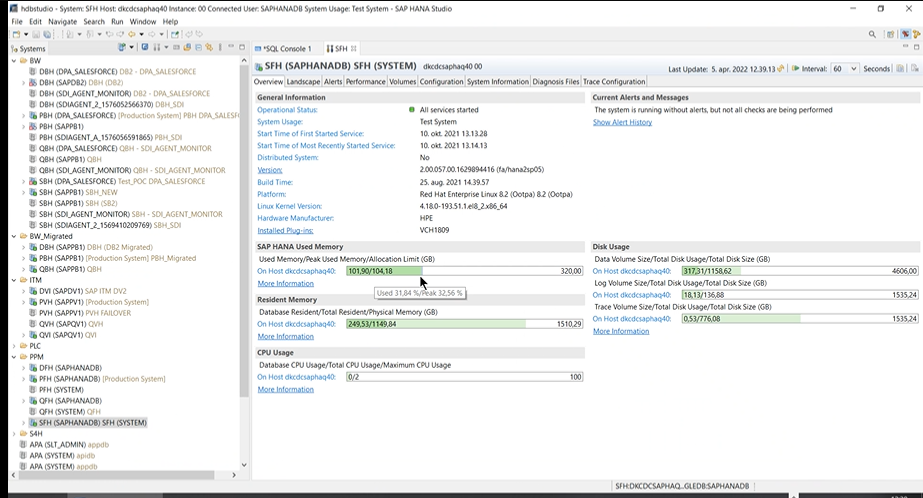 hdbstudio - System: SFH Host: dkcdcsaphaq40 Instance: 00 Connected User: SAPHANADB System Usage: Test System - SAP HANA Studio
File Edit Navigate Search Run Window Help
Systems
BW
DBH (DPA_SALESFORCE) DB2 - DPA_SALESFORCE
DBH (SAPDB2) DBH (DB2)
DBH (SDI_AGENT_MONITOR) DBH - DPA_SALESFORCE
DBH (SDIAGENT_2_1576052566370) DBH_SDI
PBH (DPA_SALESFORCE) [Production System] PBH DPA_SALESF
PBH (SAPPB1)
PBH (SDIAGENT_A_1576056591865) PBH_SDI
QBH (DPA_SALESFORCE) QBH - DPA_SALESFORCE
QBH (SAPPB1) QBH
QBH (SDI_AGENT_MONITOR) QBH - SDI_AGENT_MONITOR
SBH (DPA_SALESFORCE) Test_POC DPA_SALESFORCE
SBH (SAPPB1) SBH_NEW
SBH (SAPPB1) SBH (SB2)
SBH (SDI_AGENT_MONITOR) SBH - SDI_AGENT_MONITOR
SBH (SDIAGENT_2_1569410209769) SBH_SDI
BW_Migrated
DBH (SAPPB1) DBH (DB2 Migrated)
PBH (SAPPB1) [Production System] PBH_Migrated
QBH (SAPPB1) QBH
ITM
DVI (SAPDV1) SAP ITM DV2
PVH (SAPPV1) [Production System]
PVH (SAPPV1) PVH FAILOVER
QVH (SAPQV1) QVH
QVI (SAPQV1) QVI
PLC
PPM
DFH (SAPHANADB)
PFH (SAPHANADB) [Production System]
PFH (SYSTEM)
QFH (SAPHANADB)
QFH (SYSTEM) QFH
SFH (SAPHANADB) SFH (SYSTEM)
S4H
APA (SLT_ADMIN) appdb
APA (SYSTEM) apidb
APA (SYSTEM) appdb
*SQL Console 1 SFH
SFH (SAPHANADB) SFH (SYSTEM) dkcdcsaphaq40 00
Last Update: 5. apr. 2022 12.39.13 Interval: 60 Seconds
Overview Landscape Alerts Performance Volumes Configuration System Information Diagnosis Files Trace Configuration
General Information
Operational Status: All services started
System Usage: Test System
Start Time of First Started Service: 10. okt. 2021 13.13.28
Start Time of Most Recently Started Service: 10. okt. 2021 13.14.13
Distributed System: No
Version: 2.00.057.00.1629894416 (fa/hana2sp05)
Build Time: 25. aug. 2021 14.39.57
Platform: Red Hat Enterprise Linux 8.2 (Ootpa) 8.2 (Ootpa)
Linux Kernel Version: 4.18.0-193.51.1.el8_2.x86_64
Hardware Manufacturer: HPE
Installed Plug-ins: VCH1809
Current Alerts and Messages
The system is running without alerts, but not all checks are being performed
Show Alert History
SAP HANA Used Memory
Used Memory/Peak Used Memory/Allocation Limit (GB)
On Host dkcdcsaphaq40: 101,90/104,18 320,00
More Information
Used 31,84 %/Peak 32,56 %
Resident Memory
Database Resident/Total Resident/Physical Memory (GB)
On Host dkcdcsaphaq40: 249,53/1149,84 1510,29
More Information
CPU Usage
Database CPU Usage/Total CPU Usage/Maximum CPU Usage
On Host dkcdcsaphaq40: 0/2 100
More Information
Disk Usage
Data Volume Size/Total Disk Usage/Total Disk Size (GB)
On Host dkcdcsaphaq40: 317,31/1158,62 4606,00
Log Volume Size/Total Disk Usage/Total Disk Size (GB)
On Host dkcdcsaphaq40: 18,13/136,88 1535,24
Trace Volume Size/Total Disk Usage/Total Disk Size (GB)
On Host dkcdcsaphaq40: 0,53/776,08 1535,24
More Information
SFH:DKCDCSAPHAQ...GLEDB:SAPHANADB